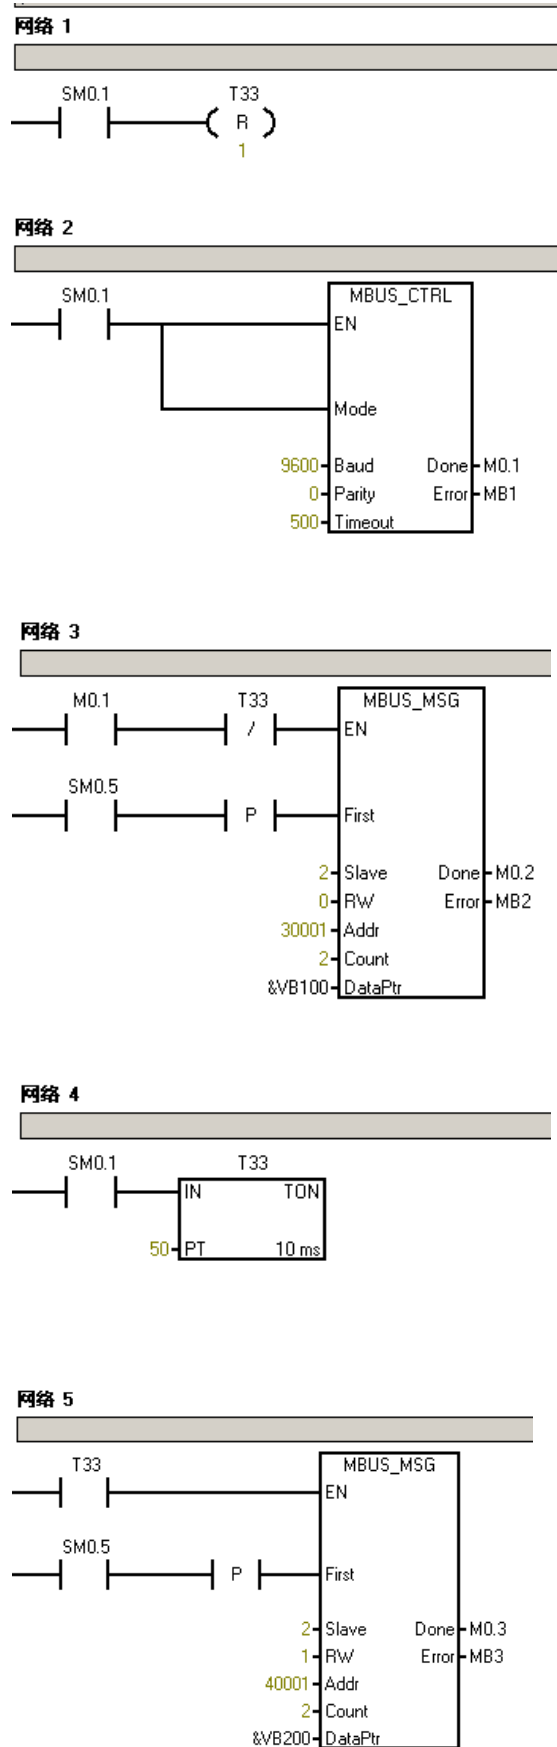 网络 1
SM0.1 T33
R
1
网络 2
SM0.1 MBUS_CTRL
EN
Mode
9600 Baud Done M0.1
0 Parity Error MB1
500 Timeout
网络 3
M0.1 T33 MBUS_MSG
/ EN
SM0.5
P First
2 Slave Done M0.2
0 RW Error MB2
30001 Addr
2 Count
&VB100 DataPtr
网络 4
SM0.1 T33
IN TON
50 PT 10 ms
网络 5
T33 MBUS_MSG
EN
SM0.5
P First
2 Slave Done M0.3
1 RW Error MB3
40001 Addr
2 Count
&VB200 DataPtr